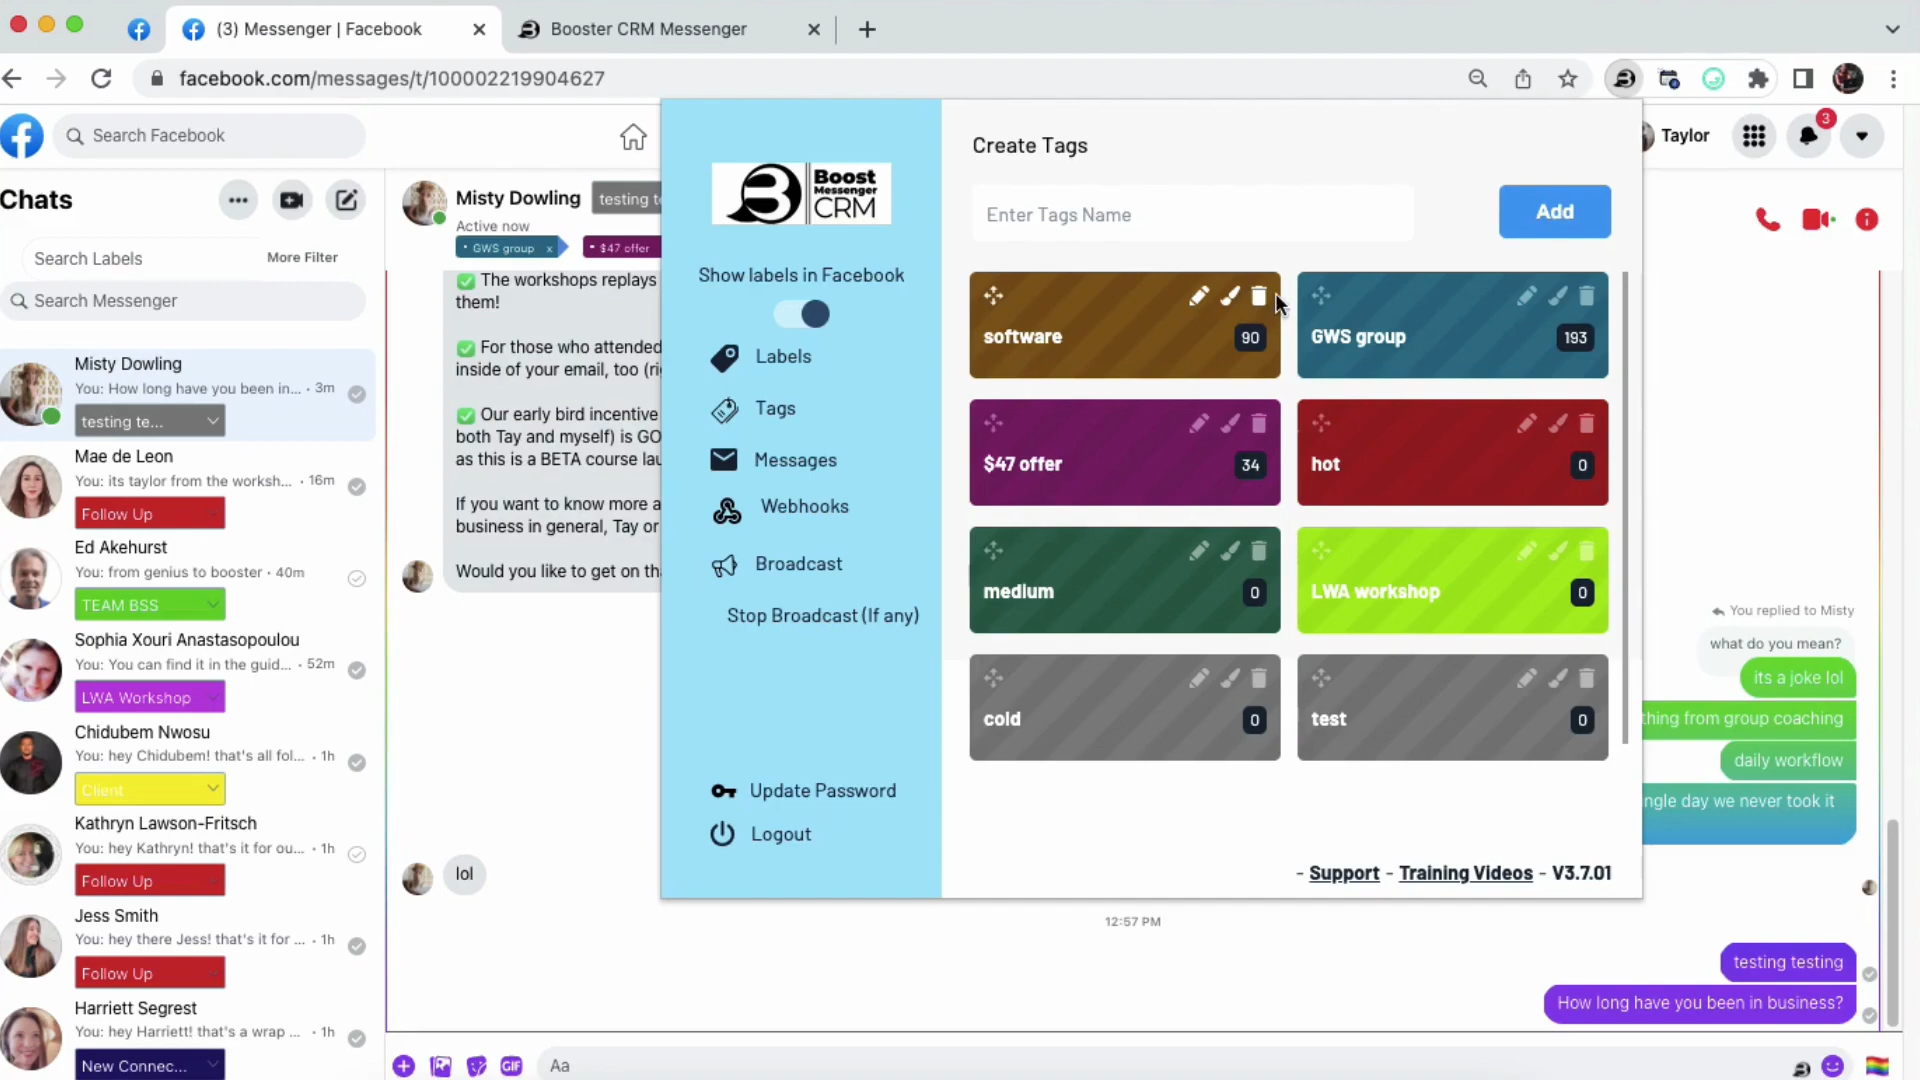 (3) Messenger | Facebook
Booster CRM Messenger
facebook.com/messages/t/100002219904627
Search Facebook
Taylor
3
Chats
Search Labels
More Filter
Search Messenger
Misty Dowling
You: How long have you been in... · 3m
testing te...
Mae de Leon
You: its taylor from the worksh... · 16m
Follow Up
Ed Akehurst
You: from genius to booster · 40m
TEAM BSS
Sophia Xouri Anastasopoulou
You: You can find it in the guid... · 52m
LWA Workshop
Chidubem Nwosu
You: hey Chidubem! that's all fol... · 1h
Client
Kathryn Lawson-Fritsch
You: hey Kathryn! that's it for ou... · 1h
Follow Up
Jess Smith
You: hey there Jess! that's it for ... · 1h
Follow Up
Harriett Segrest
You: hey Harriett! that's a wrap ... · 1h
New Connec...
Misty Dowling
testing te
Active now
• GWS group x
• $47 offer
✅ The workshops replays
them!
✅ For those who attended
inside of your email, too (ri
✅ Our early bird incentive
both Tay and myself) is GO
as this is a BETA course lau
If you want to know more a
business in general, Tay or
Would you like to get on tha
lol
Boost
Messenger
CRM
Show labels in Facebook
Labels
Tags
Messages
Webhooks
Broadcast
Stop Broadcast (If any)
Update Password
Logout
Create Tags
Enter Tags Name
Add
software
90
GWS group
193
$47 offer
34
hot
0
medium
0
LWA workshop
0
cold
0
test
0
- Support - Training Videos - V3.7.01
You replied to Misty
what do you mean?
its a joke lol
thing from group coaching
daily workflow
ngle day we never took it
12:57 PM
testing testing
How long have you been in business?
GIF
Aa